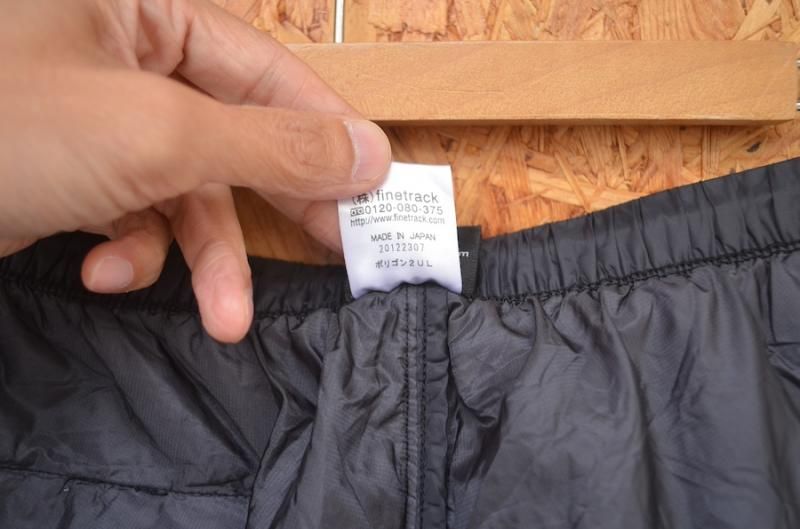 (株)finetrack
0120-080-375
http://www.finetrack.com
MADE IN JAPAN
20122307
ポリゴン2UL